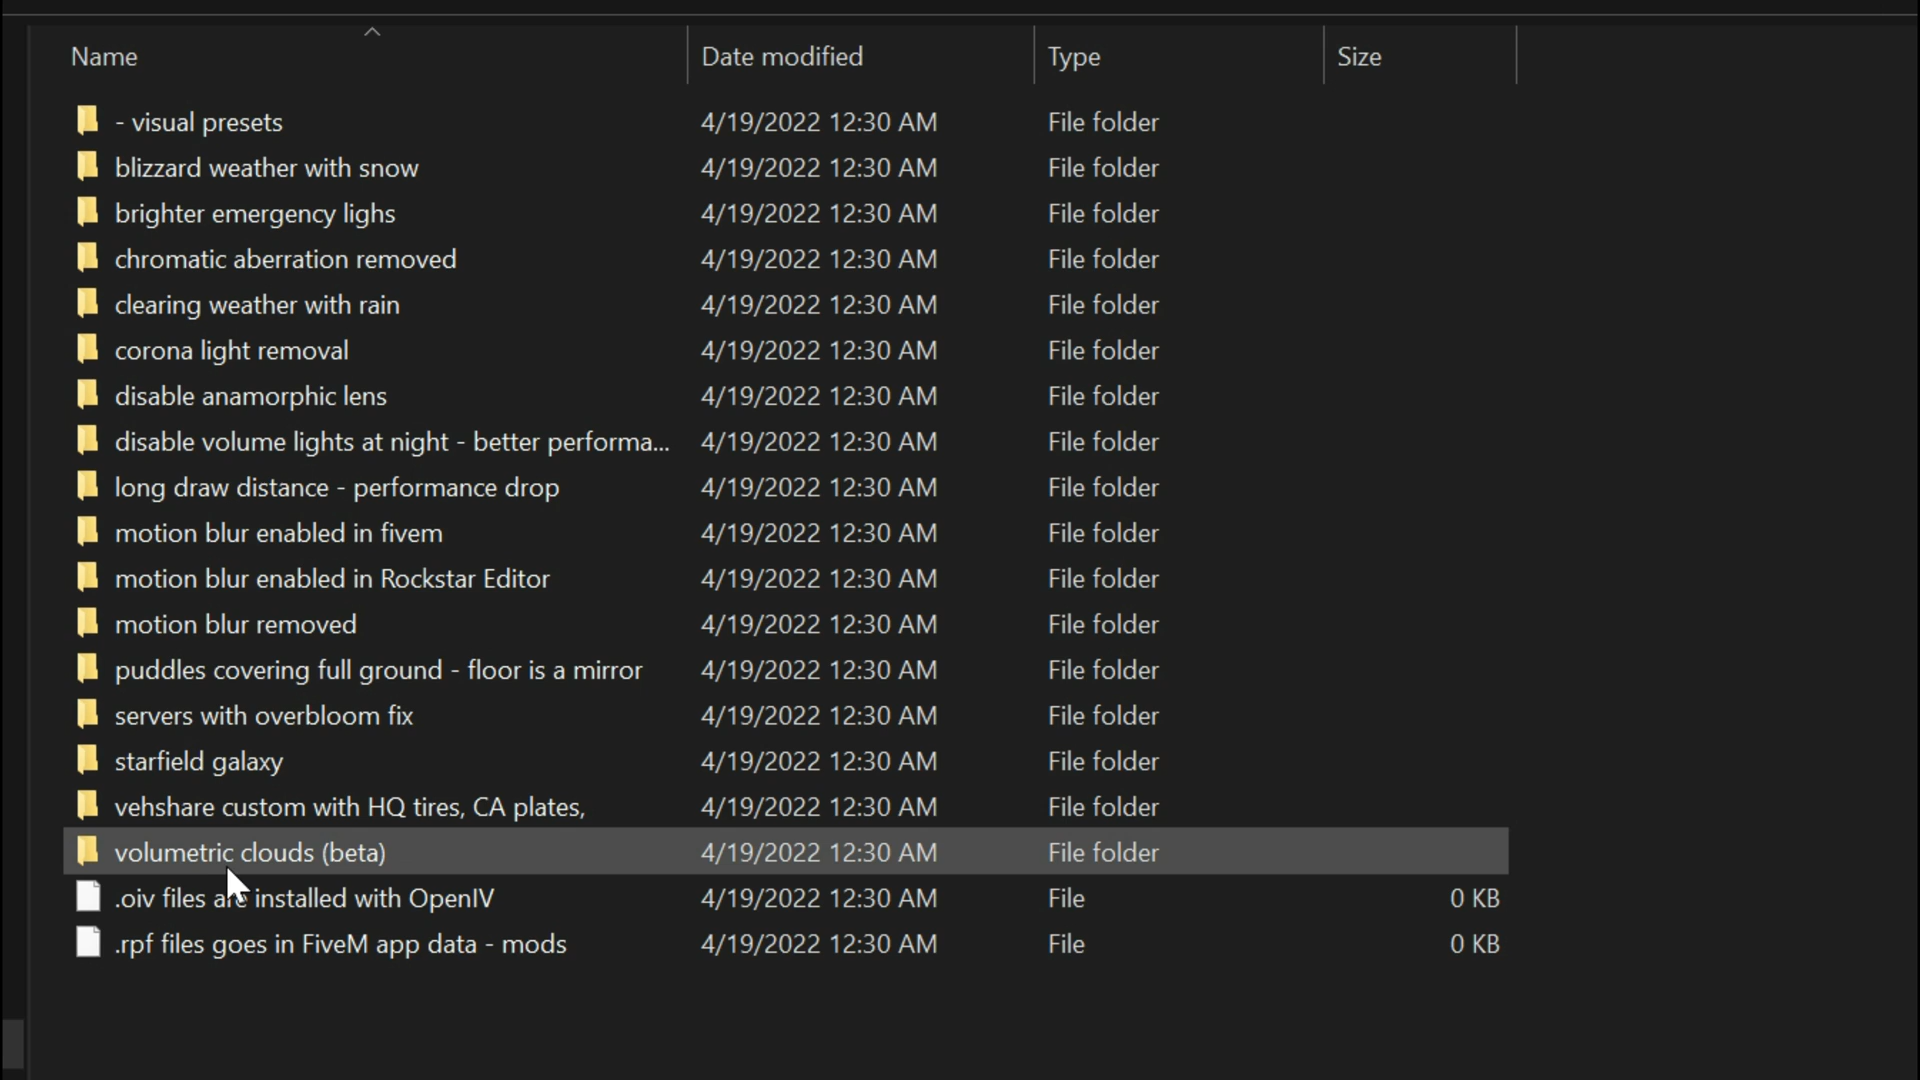 Name Date modified Type Size
- visual presets 4/19/2022 12:30 AM File folder
blizzard weather with snow 4/19/2022 12:30 AM File folder
brighter emergency lighs 4/19/2022 12:30 AM File folder
chromatic aberration removed 4/19/2022 12:30 AM File folder
clearing weather with rain 4/19/2022 12:30 AM File folder
corona light removal 4/19/2022 12:30 AM File folder
disable anamorphic lens 4/19/2022 12:30 AM File folder
disable volume lights at night - better performa... 4/19/2022 12:30 AM File folder
long draw distance - performance drop 4/19/2022 12:30 AM File folder
motion blur enabled in fivem 4/19/2022 12:30 AM File folder
motion blur enabled in Rockstar Editor 4/19/2022 12:30 AM File folder
motion blur removed 4/19/2022 12:30 AM File folder
puddles covering full ground - floor is a mirror 4/19/2022 12:30 AM File folder
servers with overbloom fix 4/19/2022 12:30 AM File folder
starfield galaxy 4/19/2022 12:30 AM File folder
vehshare custom with HQ tires, CA plates, 4/19/2022 12:30 AM File folder
volumetric clouds (beta) 4/19/2022 12:30 AM File folder
.oiv files are installed with OpenIV 4/19/2022 12:30 AM File 0 KB
.rpf files goes in FiveM app data - mods 4/19/2022 12:30 AM File 0 KB